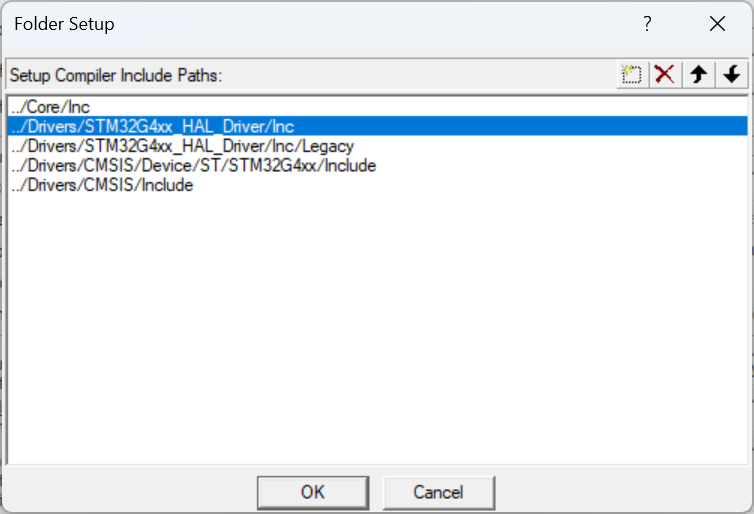 Folder Setup
?
Setup Compiler Include Paths:
../Core/Inc
../Drivers/STM32G4xx_HAL_Driver/Inc
../Drivers/STM32G4xx_HAL_Driver/Inc/Legacy
../Drivers/CMSIS/Device/ST/STM32G4xx/Include
../Drivers/CMSIS/Include
OK
Cancel